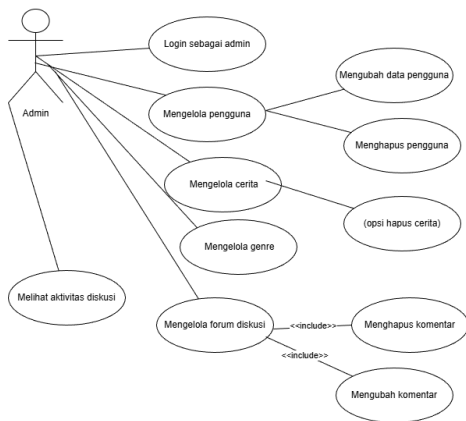 Login sebagai admin
Mengubah data pengguna
Admin
Mengelola pengguna
Menghapus pengguna
Mengelola cerita
(opsi hapus cerita)
Mengelola genre
Melihat aktivitas diskusi
Mengelola forum diskusi
<<include>>
Menghapus komentar
<<include>>
Mengubah komentar